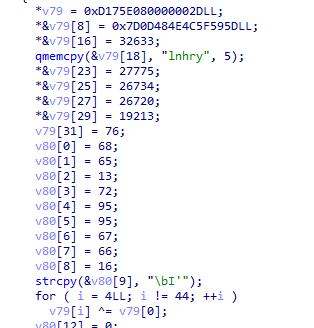 *v79 = 0xD175E080000002DLL;
*&v79[8] = 0x7D0D484E4C5F595DLL;
*&v79[16] = 32633;
qmemcpy(&v79[18], "lnhry", 5);
*&v79[23] = 27775;
*&v79[25] = 26734;
*&v79[27] = 26720;
*&v79[29] = 19213;
v79[31] = 76;
v80[0] = 68;
v80[1] = 65;
v80[2] = 13;
v80[3] = 72;
v80[4] = 95;
v80[5] = 95;
v80[6] = 67;
v80[7] = 66;
v80[8] = 16;
strcpy(&v80[9], "\bI'");
for ( i = 4LL; i != 44; ++i )
v79[i] ^= v79[0];
v80[12] = 0;